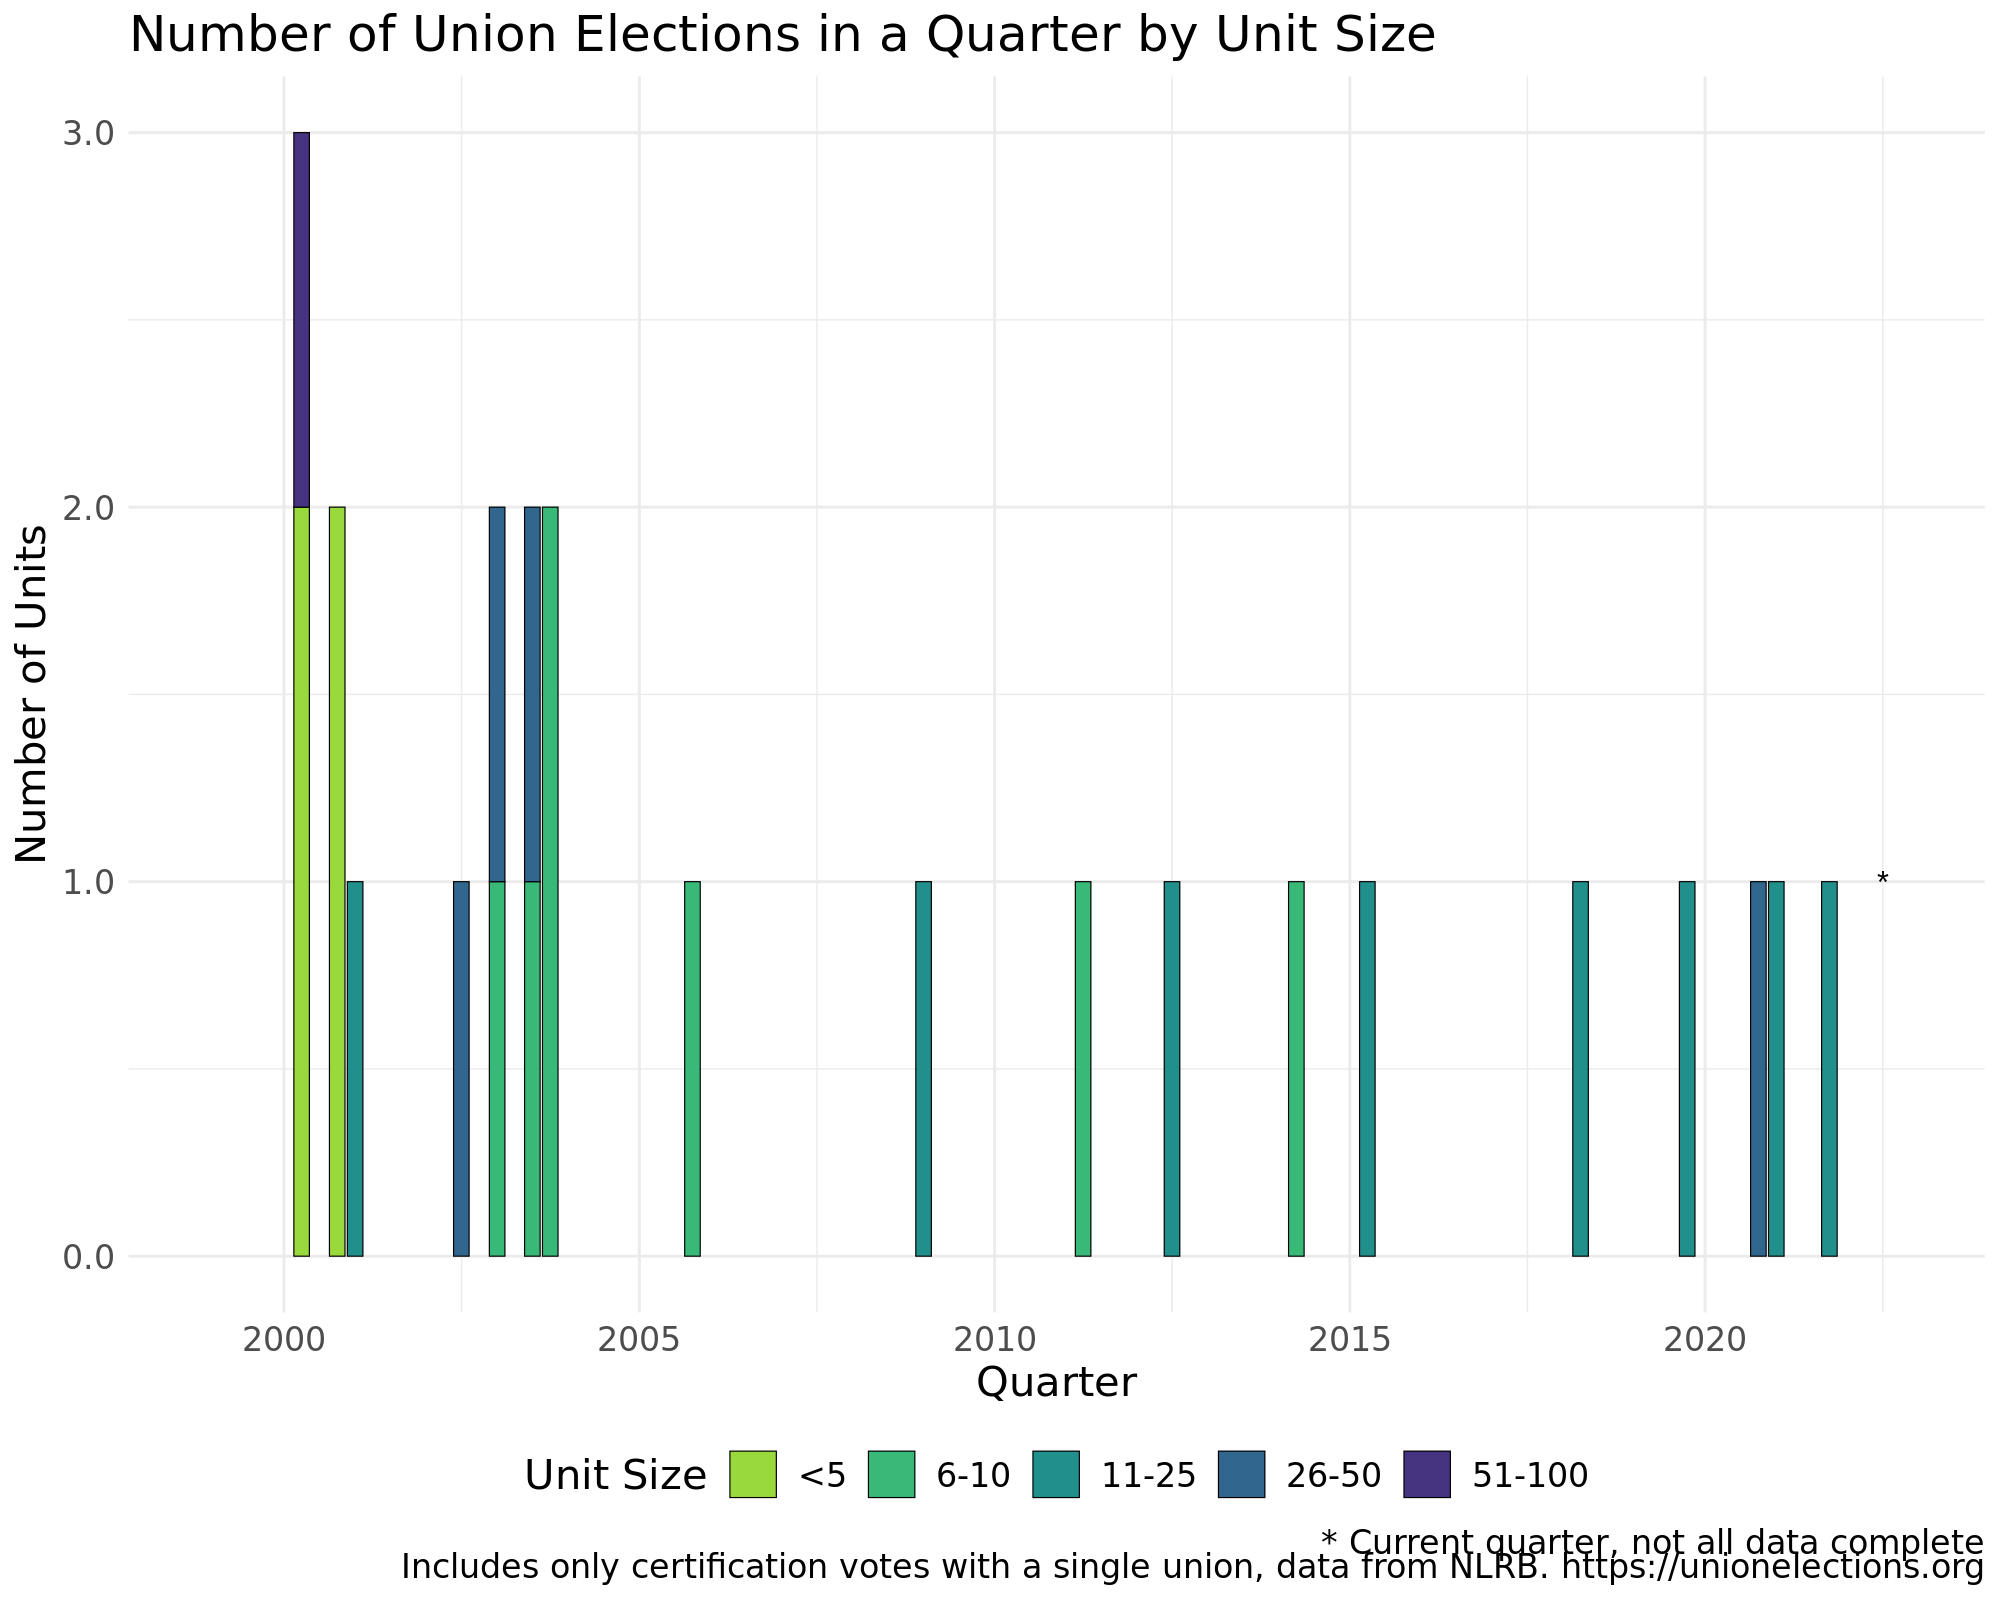 Number of Union Elections in a Quarter by Unit Size
Number of Units
3.0
2.0
1.0
0.0
*
2000 2005 2010 2015 2020
Quarter
Unit Size <5 6-10 11-25 26-50 51-100
* Current quarter, not all data complete
Includes only certification votes with a single union, data from NLRB. https://unionelections.org